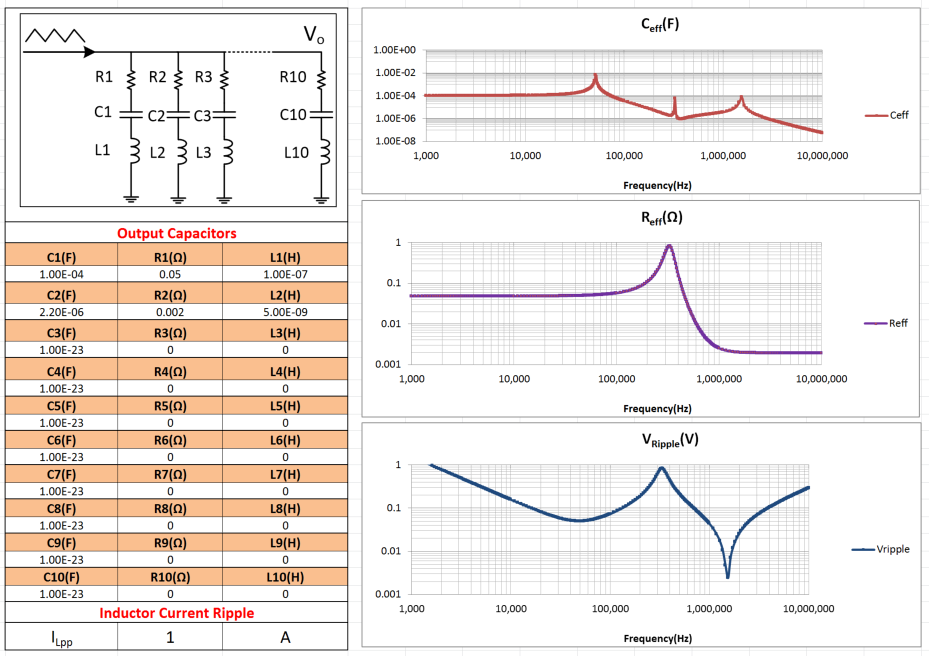 Vo
R1 R2 R3 R10
C1 C2 C3 C10
L1 L2 L3 L10
Output Capacitors
C1(F) R1(Ω) L1(H)
1.00E-04 0.05 1.00E-07
C2(F) R2(Ω) L2(H)
2.20E-06 0.002 5.00E-09
C3(F) R3(Ω) L3(H)
1.00E-23 0 0
C4(F) R4(Ω) L4(H)
1.00E-23 0 0
C5(F) R5(Ω) L5(H)
1.00E-23 0 0
C6(F) R6(Ω) L6(H)
1.00E-23 0 0
C7(F) R7(Ω) L7(H)
1.00E-23 0 0
C8(F) R8(Ω) L8(H)
1.00E-23 0 0
C9(F) R9(Ω) L9(H)
1.00E-23 0 0
C10(F) R10(Ω) L10(H)
1.00E-23 0 0
Inductor Current Ripple
ILpp 1 A
Ceff(F)
1.00E+00
1.00E-02
1.00E-04
1.00E-06
1.00E-08
1,000 10,000 100,000 1,000,000 10,000,000
Frequency(Hz)
Ceff
Reff(Ω)
1
0.1
0.01
0.001
1,000 10,000 100,000 1,000,000 10,000,000
Frequency(Hz)
Reff
VRipple(V)
1
0.1
0.01
0.001
1,000 10,000 100,000 1,000,000 10,000,000
Frequency(Hz)
Vripple